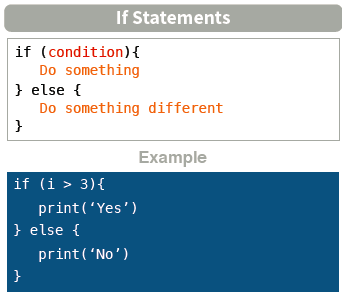 If Statements
if (condition){
Do something
} else {
Do something different
}
Example
if (i > 3){
print(‘Yes’)
} else {
print(‘No’)
}